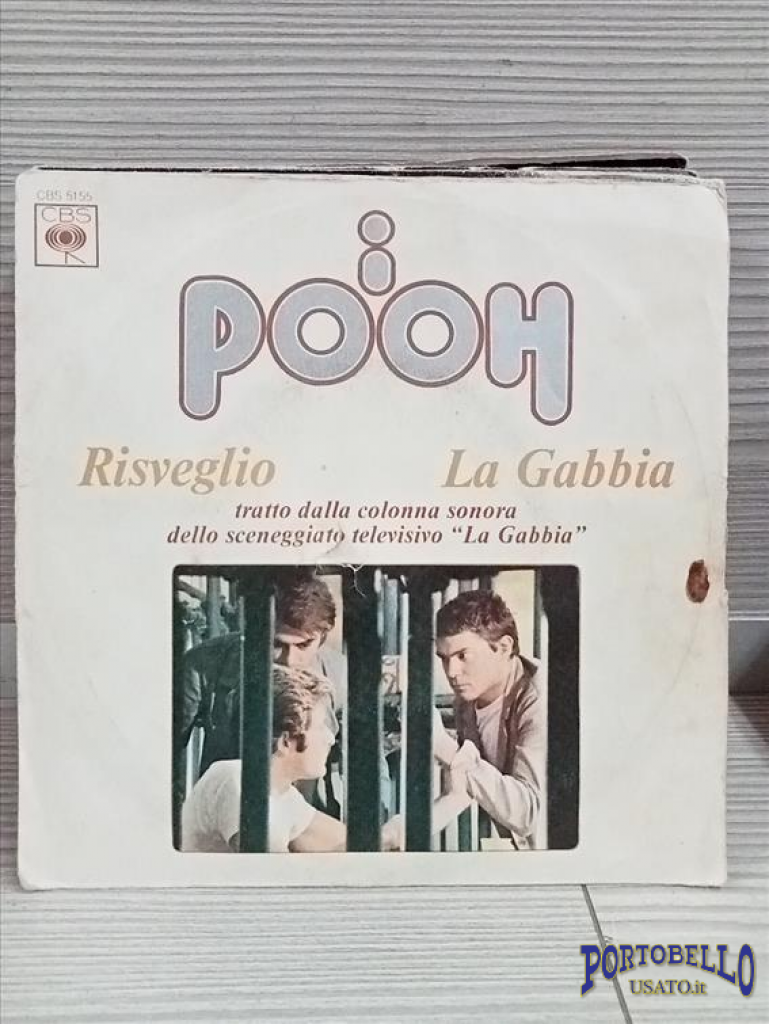 CBS 5155
CBS
i
POOH
Risveglio La Gabbia
tratto dalla colonna sonora
dello sceneggiato televisivo “La Gabbia”
PORTOBELLO
USATO.it